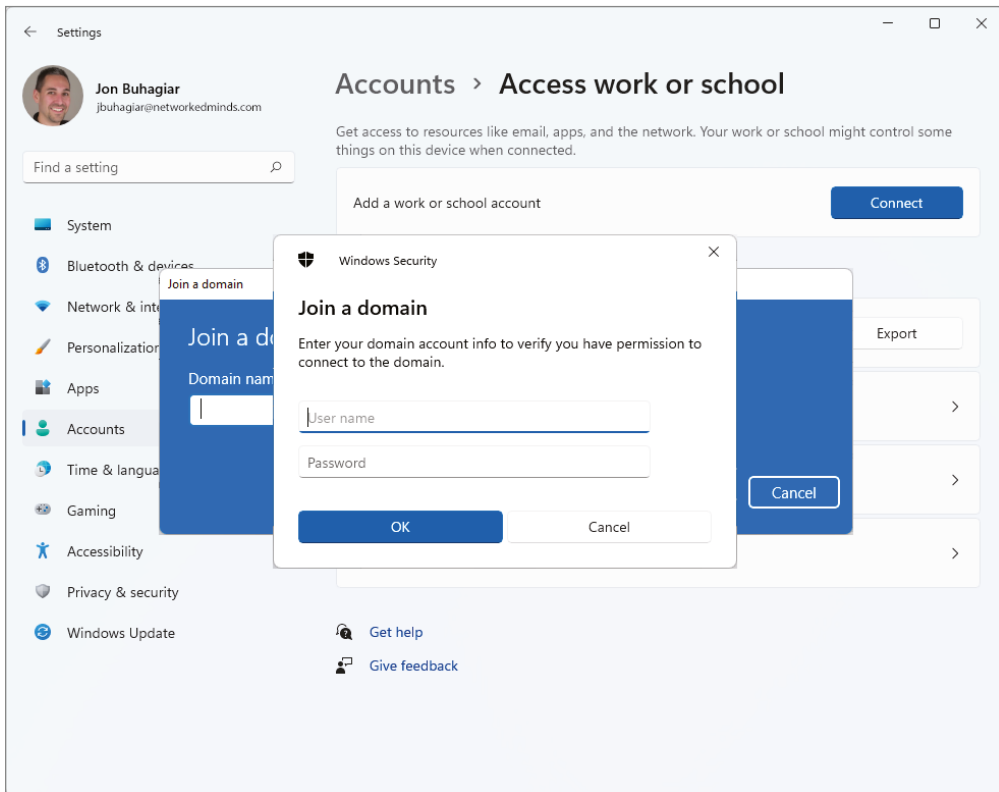 Settings
Jon Buhagiar
jbuhagiar@networkedminds.com
Find a setting
System
Bluetooth & devices
Network & inte
Personalization
Apps
Accounts
Time & langua
Gaming
Accessibility
Privacy & security
Windows Update
Accounts > Access work or school
Get access to resources like email, apps, and the network. Your work or school might control some
things on this device when connected.
Add a work or school account
Connect
Export
Join a domain
Join a do
Domain nam
Cancel
Windows Security
Join a domain
Enter your domain account info to verify you have permission to
connect to the domain.
User name
Password
OK
Cancel
Get help
Give feedback